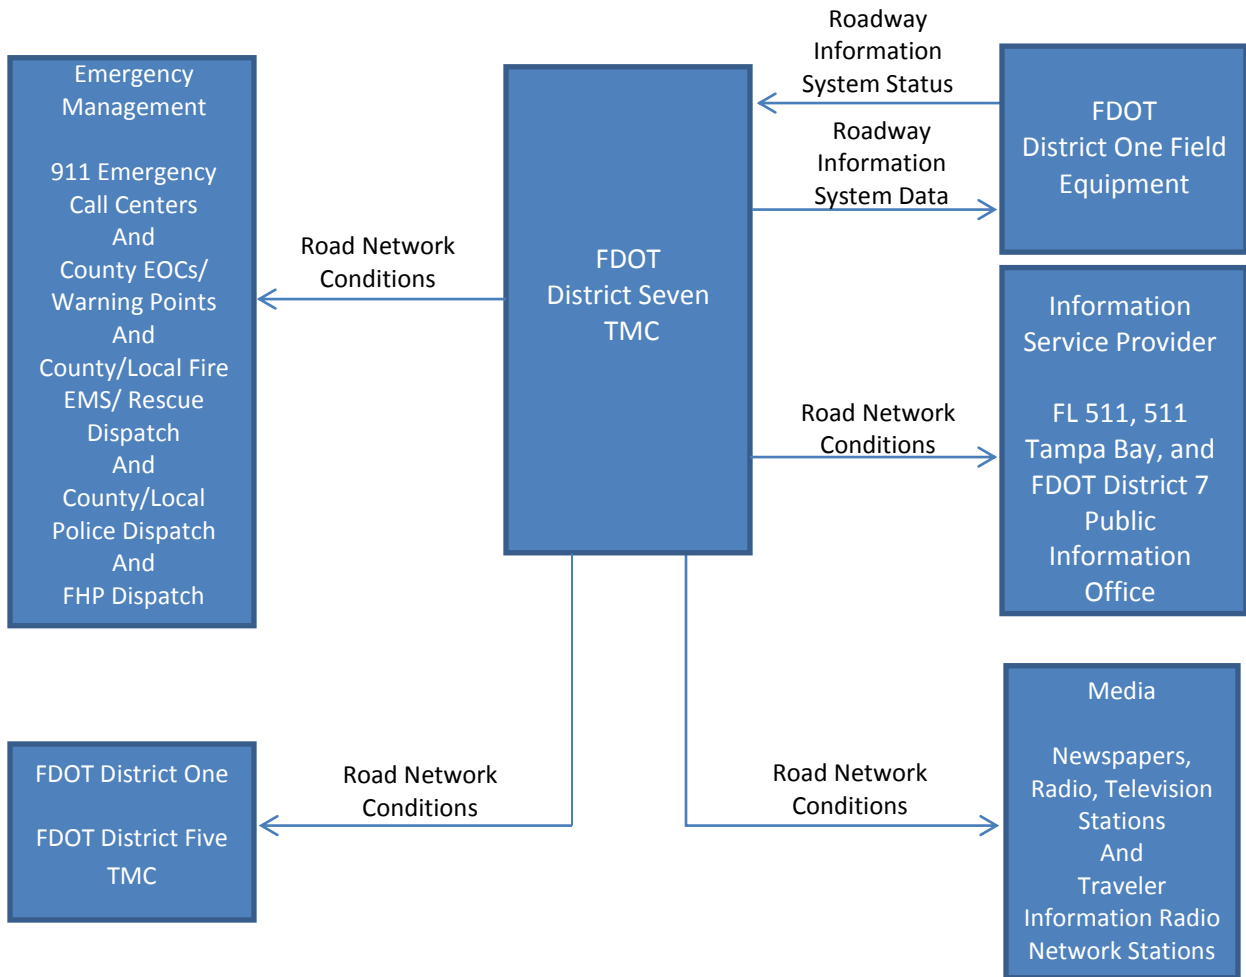 Emergency
Management
911 Emergency
Call Centers
And
County EOCs/
Warning Points
And
County/Local Fire
EMS/ Rescue
Dispatch
And
County/Local
Police Dispatch
And
FHP Dispatch
Road Network
Conditions
FDOT
District Seven
TMC
Roadway
Information
System Status
Roadway
Information
System Data
FDOT
District One Field
Equipment
Road Network
Conditions
Information
Service Provider
FL 511, 511
Tampa Bay, and
FDOT District 7
Public
Information
Office
FDOT District One
FDOT District Five
TMC
Road Network
Conditions
Road Network
Conditions
Media
Newspapers,
Radio, Television
Stations
And
Traveler
Information Radio
Network Stations